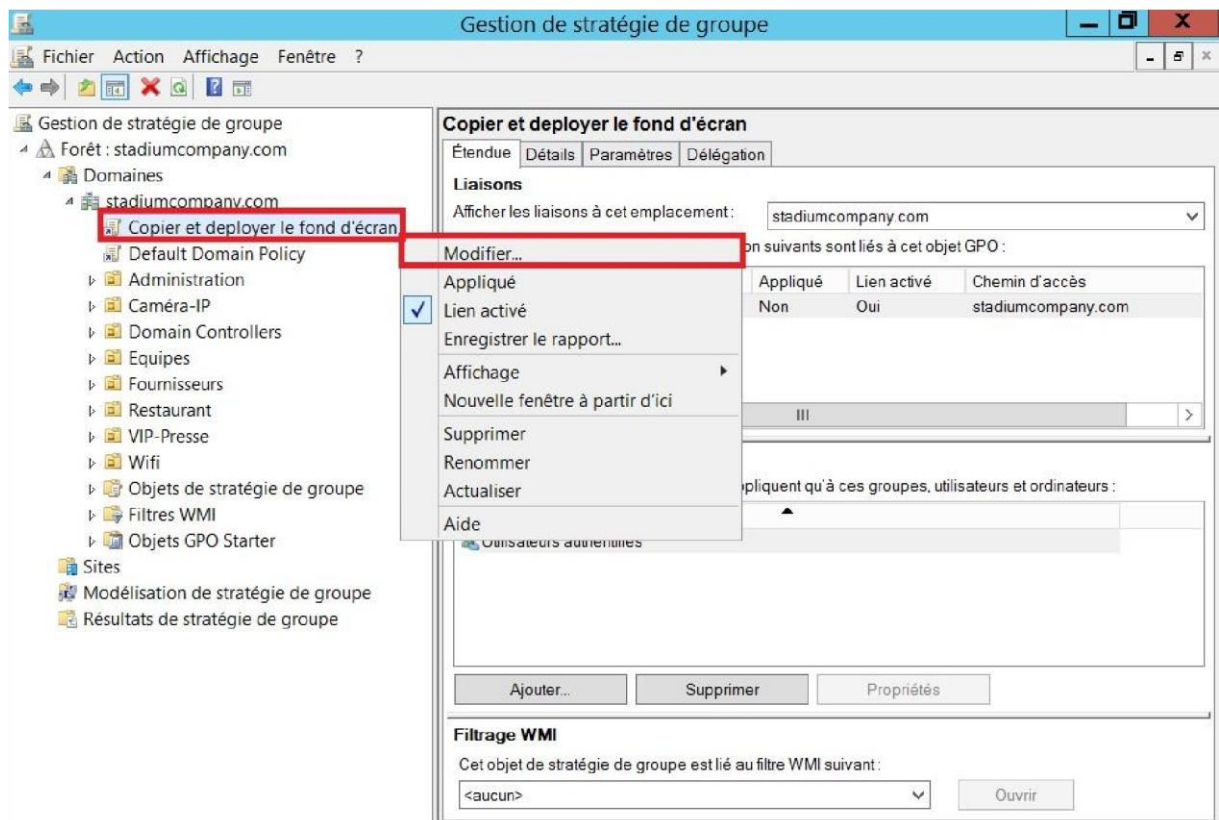 Gestion de stratégie de groupe
Fichier Action Affichage Fenêtre ?
Gestion de stratégie de groupe
Forêt : stadiumcompany.com
Domaines
stadiumcompany.com
Copier et deployer le fond d'écran
Default Domain Policy
Administration
Caméra-IP
Domain Controllers
Equipes
Fournisseurs
Restaurant
VIP-Presse
Wifi
Objets de stratégie de groupe
Filtres WMI
Objets GPO Starter
Sites
Modélisation de stratégie de groupe
Résultats de stratégie de groupe
Copier et deployer le fond d'écran
Étendue Détails Paramètres Délégation
Liaisons
Afficher les liaisons à cet emplacement : stadiumcompany.com
suivants sont liés à cet objet GPO :
Appliqué Lien activé Chemin d'accès
Non Oui stadiumcompany.com
Modifier...
Appliqué
Lien activé
Enregistrer le rapport...
Affichage
Nouvelle fenêtre à partir d'ici
Supprimer
Renommer
Actualiser
Aide
qu'à ces groupes, utilisateurs et ordinateurs :
Utilisateurs authentifiés
Ajouter... Supprimer Propriétés
Filtrage WMI
Cet objet de stratégie de groupe est lié au filtre WMI suivant :
<aucun> Ouvrir